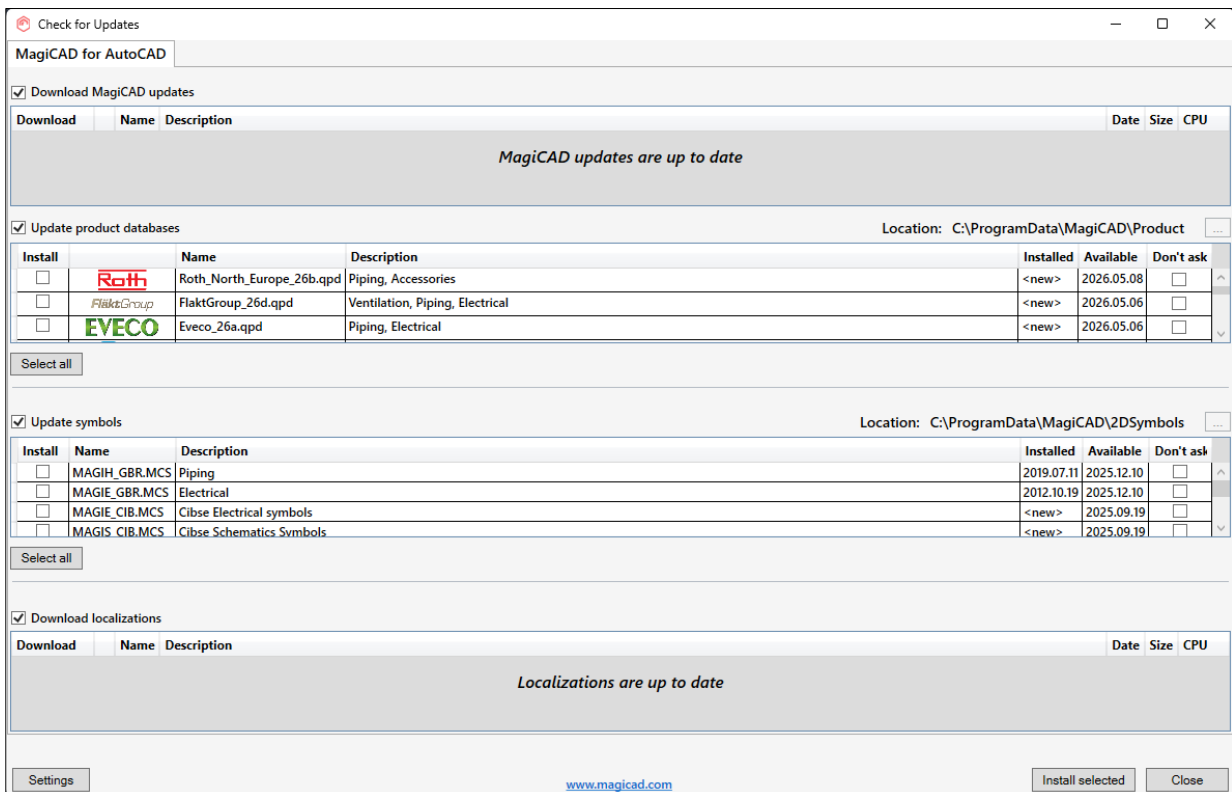 Check for Updates
MagiCAD for AutoCAD
Download MagiCAD updates
Download Name Description Date Size CPU
MagiCAD updates are up to date
Update product databases Location: C:\ProgramData\MagiCAD\Product ...
Install Name Description Installed Available Don't ask
Roth Roth_North_Europe_26b.qpd Piping, Accessories <new> 2026.05.08
FläktGroup FlaktGroup_26d.qpd Ventilation, Piping, Electrical <new> 2026.05.06
EVECO Eveco_26a.qpd Piping, Electrical <new> 2026.05.06
Select all
Update symbols Location: C:\ProgramData\MagiCAD\2DSymbols ...
Install Name Description Installed Available Don't ask
MAGIH_GBR.MCS Piping 2019.07.11 2025.12.10
MAGIE_GBR.MCS Electrical 2012.10.19 2025.12.10
MAGIE_CIB.MCS Cibse Electrical symbols <new> 2025.09.19
MAGIS_CIB.MCS Cibse Schematics Symbols <new> 2025.09.19
Select all
Download localizations
Download Name Description Date Size CPU
Localizations are up to date
Settings www.magicad.com Install selected Close